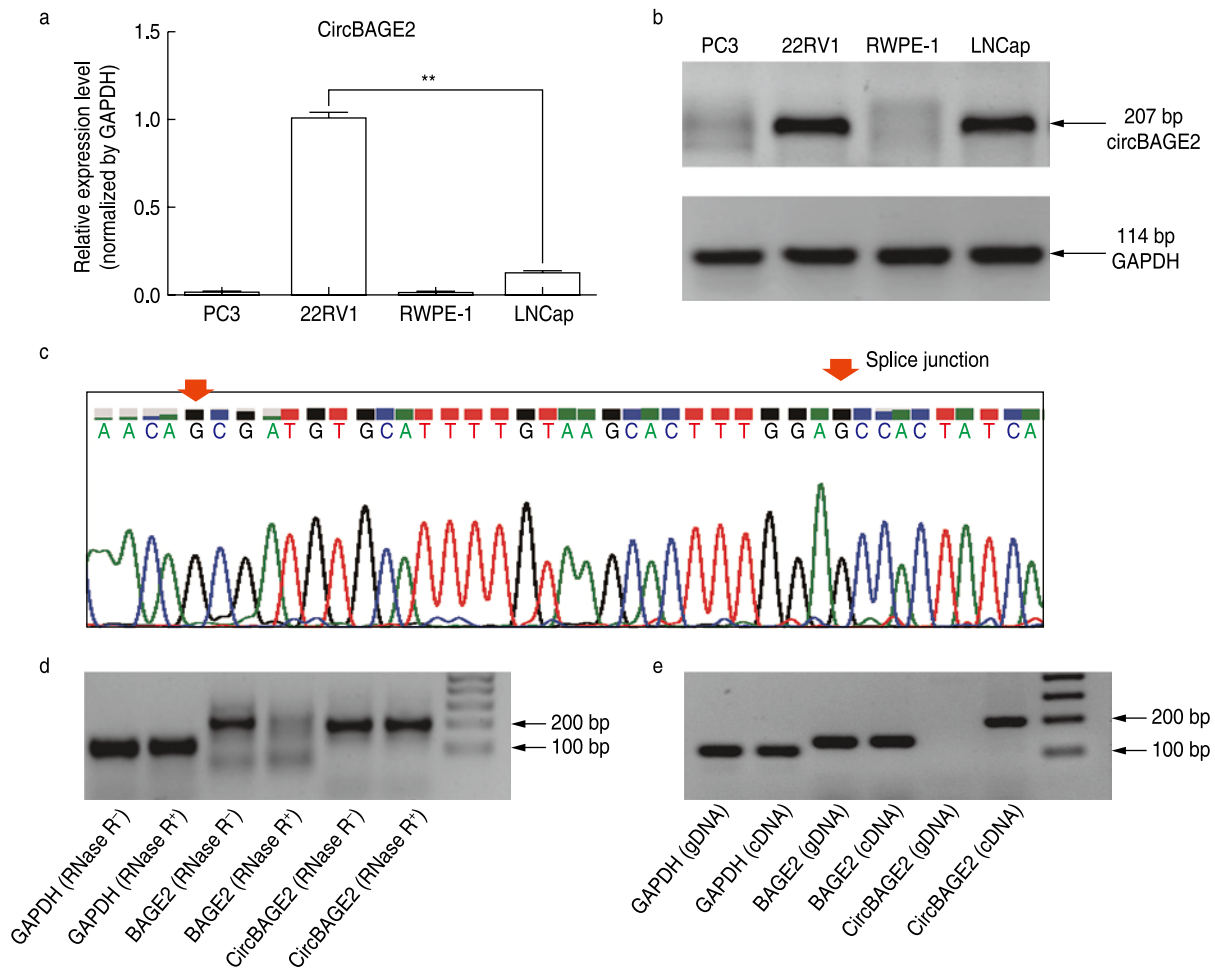 a
CircBAGE2
Relative expression level
(normalized by GAPDH)
1.5
1.0
0.5
0.0
**
PC3 22RV1 RWPE-1 LNCap
b
PC3 22RV1 RWPE-1 LNCap
207 bp
circBAGE2
114 bp
GAPDH
c
Splice junction
A A C A G C G A T G T G C A T T T T G T A A G C A C T T T G G A G C C A C T A T C A
d
200 bp
100 bp
GAPDH (RNase R⁻)
GAPDH (RNase R⁺)
BAGE2 (RNase R⁻)
BAGE2 (RNase R⁺)
CircBAGE2 (RNase R⁻)
CircBAGE2 (RNase R⁺)
e
200 bp
100 bp
GAPDH (gDNA)
GAPDH (cDNA)
BAGE2 (gDNA)
BAGE2 (cDNA)
CircBAGE2 (gDNA)
CircBAGE2 (cDNA)